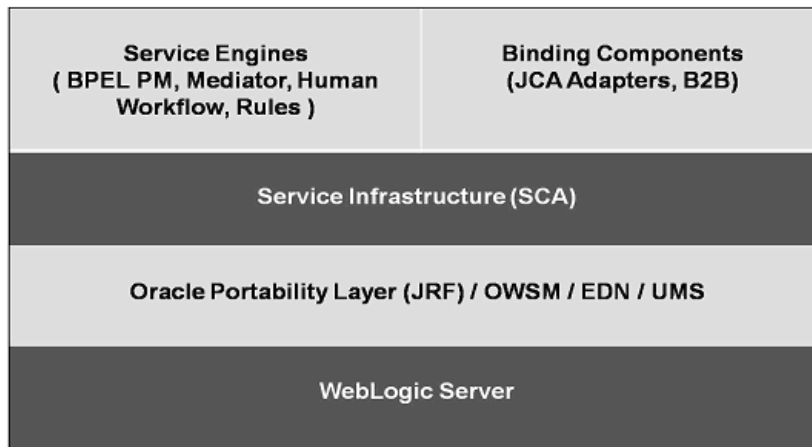 Service Engines
( BPEL PM, Mediator, Human
Workflow, Rules )
Binding Components
(JCA Adapters, B2B)
Service Infrastructure (SCA)
Oracle Portability Layer (JRF) / OWSM / EDN / UMS
WebLogic Server